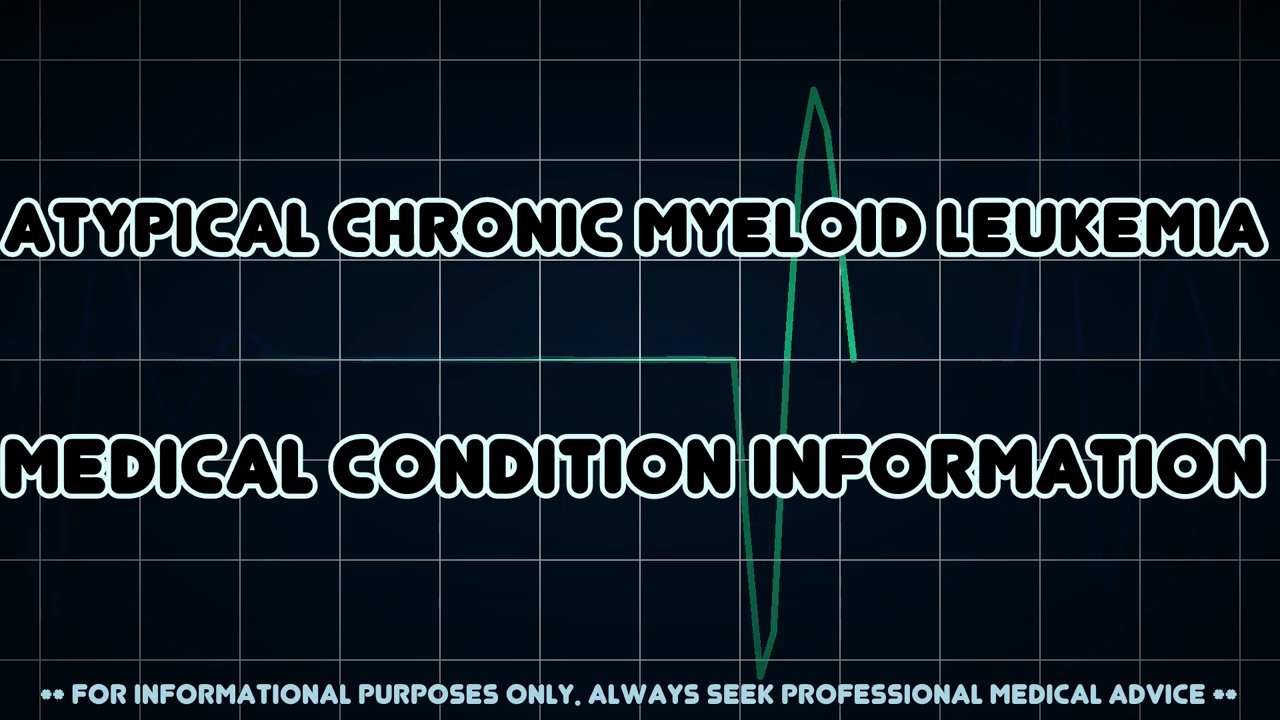 ATYPICAL CHRONIC MYELOID LEUKEMIA
MEDICAL CONDITION INFORMATION
** FOR INFORMATIONAL PURPOSES ONLY. ALWAYS SEEK PROFESSIONAL MEDICAL ADVICE **